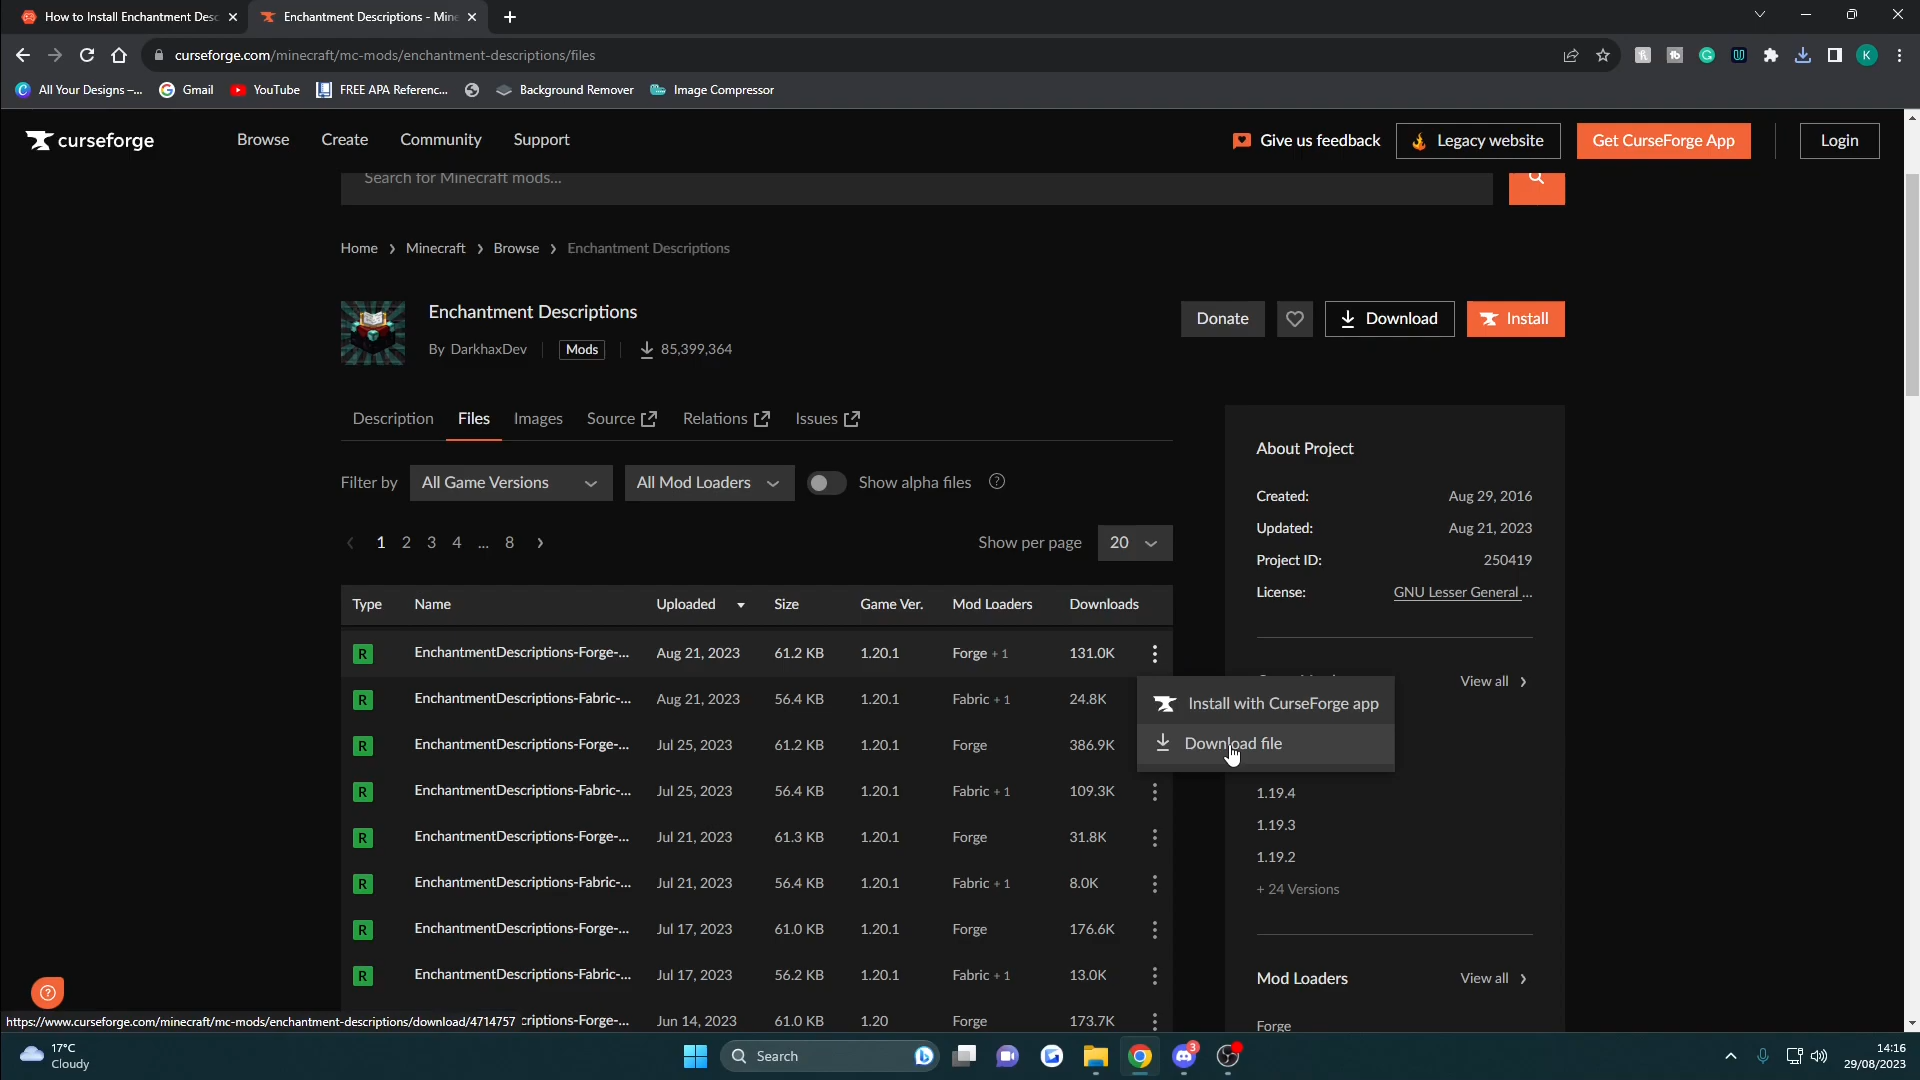 How to Install Enchantment Desc
Enchantment Descriptions - Mine
curseforge.com/minecraft/mc-mods/enchantment-descriptions/files
K
All Your Designs –...
Gmail
YouTube
FREE APA Referenc...
Background Remover
Image Convertor
curseforge
Browse
Create
Community
Support
Give us feedback
Legacy website
Get CurseForge App
Login
Search for Minecraft mods...
Home > Minecraft > Browse > Enchantment Descriptions
Enchantment Descriptions
By DarkhaxDev
Mods
85,399,364
Donate
Download
Install
Description
Files
Images
Source
Relations
Issues
Filter by
All Game Versions
All Mod Loaders
Show alpha files
1 2 3 4 ... 8
Show per page
20
Type Name Uploaded Size Game Ver. Mod Loaders Downloads
R EnchantmentDescriptions-Forge-... Aug 21, 2023 61.2 KB 1.20.1 Forge + 1 131.0K
R EnchantmentDescriptions-Fabric-... Aug 21, 2023 56.4 KB 1.20.1 Fabric + 1 24.8K
R EnchantmentDescriptions-Forge-... Jul 25, 2023 61.2 KB 1.20.1 Forge 386.9K
R EnchantmentDescriptions-Fabric-... Jul 25, 2023 56.4 KB 1.20.1 Fabric + 1 109.3K
R EnchantmentDescriptions-Forge-... Jul 21, 2023 61.3 KB 1.20.1 Forge 31.8K
R EnchantmentDescriptions-Fabric-... Jul 21, 2023 56.4 KB 1.20.1 Fabric + 1 8.0K
R EnchantmentDescriptions-Forge-... Jul 17, 2023 61.0 KB 1.20.1 Forge 176.6K
R EnchantmentDescriptions-Fabric-... Jul 17, 2023 56.2 KB 1.20.1 Fabric + 1 13.0K
criptions-Forge-... Jun 14, 2023 61.0 KB 1.20 Forge 173.7K
Install with CurseForge app
Download file
About Project
Created: Aug 29, 2016
Updated: Aug 21, 2023
Project ID: 250419
License: GNU Lesser General ...
View all
1.19.4
1.19.3
1.19.2
+ 24 Versions
Mod Loaders
View all
Forge
https://www.curseforge.com/minecraft/mc-mods/enchantment-descriptions/download/4714757
17°C
Cloudy
Search
3
14:16
29/08/2023